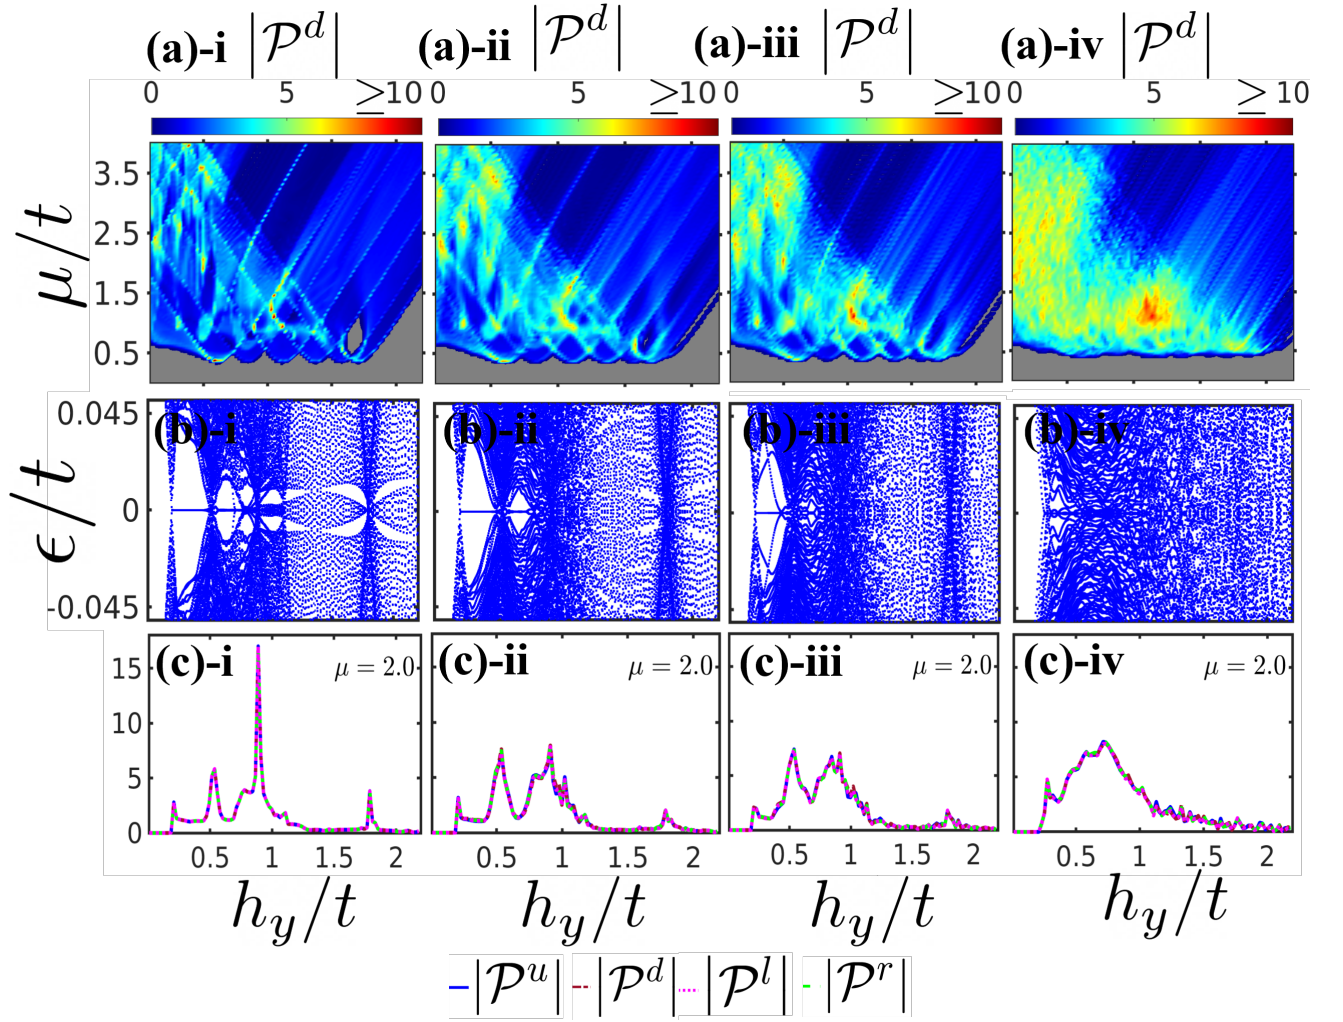 (a)-i |𝒫^d| (a)-ii |𝒫^d| (a)-iii |𝒫^d| (a)-iv |𝒫^d|
0 5 ≥10 0 5 ≥10 0 5 ≥10 0 5 ≥ 10
3.5
2.5
1.5
0.5
μ/t
(b)-i (b)-ii (b)-iii (b)-iv
0.045
0
-0.045
ϵ/t
(c)-i μ = 2.0 (c)-ii μ = 2.0. (c)-iii μ = 2.0. (c)-iv μ = 2.0.
15
10
5
0
0.5 1 1.5 2 0.5 1 1.5 2 0.5 1 1.5 2 0.5 1 1.5 2
h_y/t h_y/t h_y/t h_y/t
|𝒫^u| |𝒫^d| |𝒫^l| |𝒫^r|